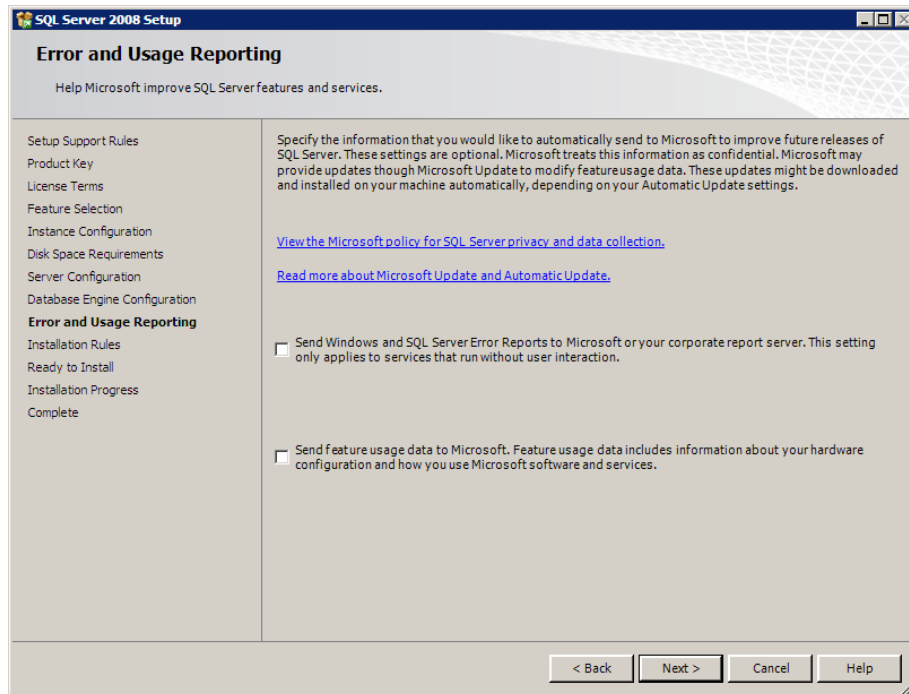 SQL Server 2008 Setup
Error and Usage Reporting
Help Microsoft improve SQL Server features and services.
Setup Support Rules
Product Key
License Terms
Feature Selection
Instance Configuration
Disk Space Requirements
Server Configuration
Database Engine Configuration
Error and Usage Reporting
Installation Rules
Ready to Install
Installation Progress
Complete
Specify the information that you would like to automatically send to Microsoft to improve future releases of
SQL Server. These settings are optional. Microsoft treats this information as confidential. Microsoft may
provide updates though Microsoft Update to modify feature usage data. These updates might be downloaded
and installed on your machine automatically, depending on your Automatic Update settings.
View the Microsoft policy for SQL Server privacy and data collection.
Read more about Microsoft Update and Automatic Update.
Send Windows and SQL Server Error Reports to Microsoft or your corporate report server. This setting
only applies to services that run without user interaction.
Send feature usage data to Microsoft. Feature usage data includes information about your hardware
configuration and how you use Microsoft software and services.
< Back
Next >
Cancel
Help